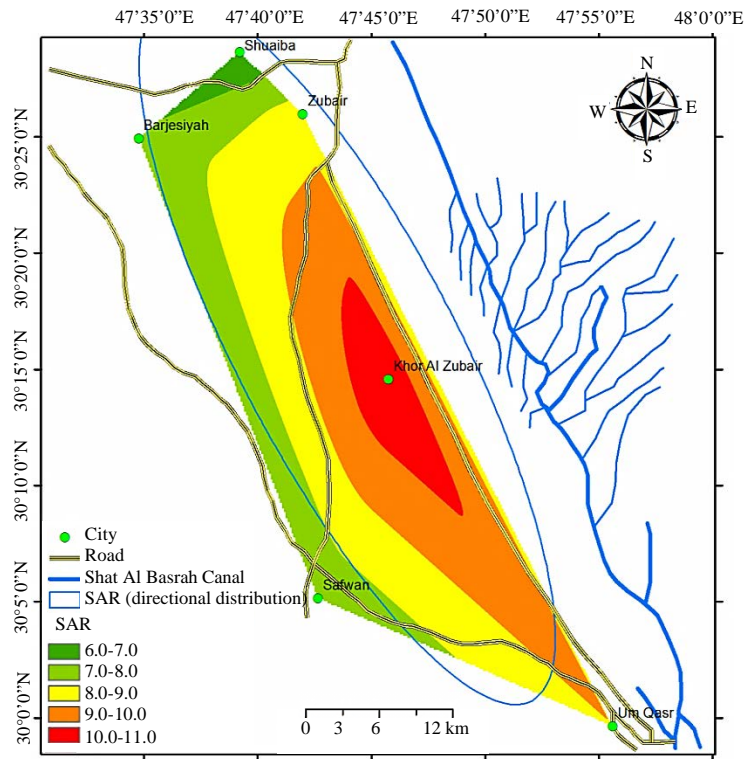 47°35'0"E 47°40'0"E 47°45'0"E 47°50'0"E 47°55'0"E 48°0'0"E
Shuaiba
Zubair
Barjesiyah
N
W E
S
30°25'0"N
30°20'0"N
30°15'0"N
30°10'0"N
30°5'0"N
30°0'0"N
Khor Al Zubair
Safwan
Um Qasr
City
Road
Shat Al Basrah Canal
SAR (directional distribution)
SAR
6.0-7.0
7.0-8.0
8.0-9.0
9.0-10.0
10.0-11.0
0 3 6 12 km